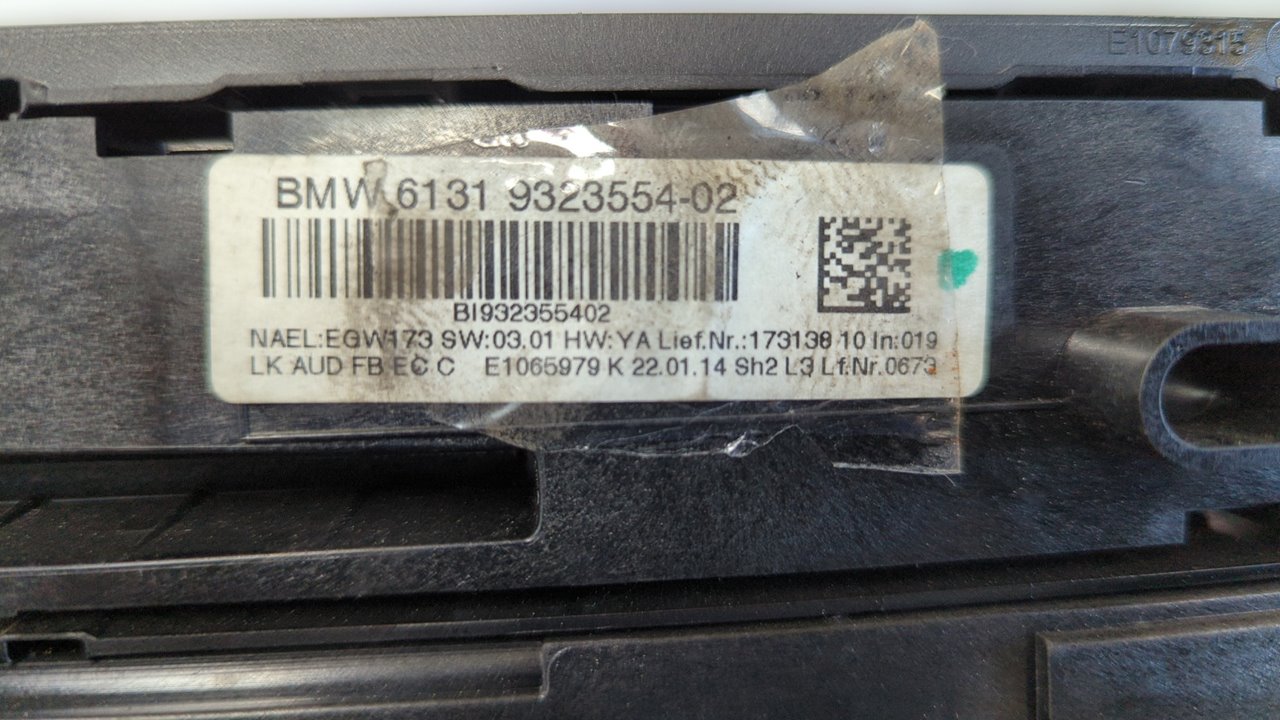 E1079315
BMW 6131 9323554-02
BI932355402
NAEL:EGW173 SW:03.01 HW:YA Lief.Nr.:173138 10 In:019
LK AUD FB EC C E1065979 K 22.01.14 Sh2 L3 Lf.Nr.0673